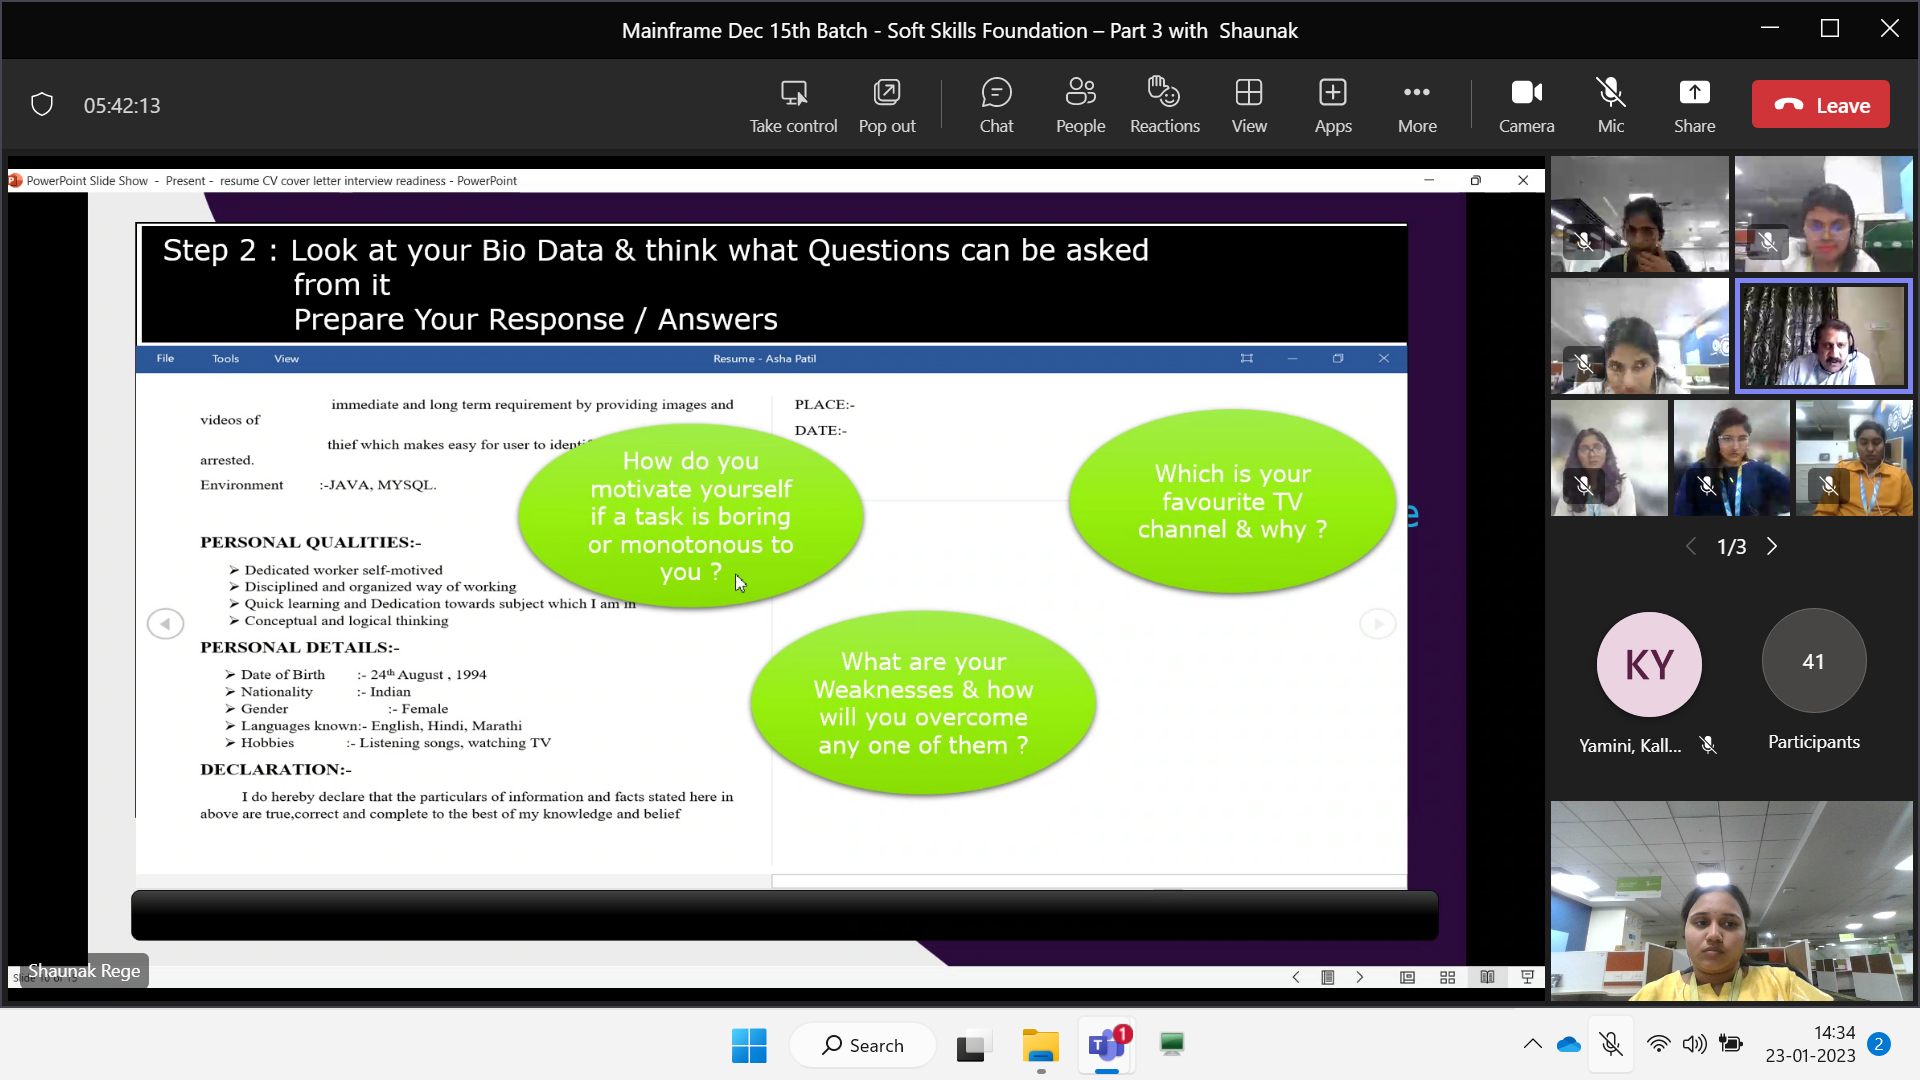 Mainframe Dec 15th Batch - Soft Skills Foundation – Part 3 with  Shaunak
05:42:13
Take control
Pop out
Chat
People
Reactions
View
Apps
More
Camera
Mic
Share
Leave
PowerPoint Slide Show  -  Present -  resume CV cover letter interview readiness - PowerPoint
Step 2 : Look at your Bio Data & think what Questions can be asked
from it
Prepare Your Response / Answers
File
Tools
View
Resume - Asha Patil
immediate and long term requirement by providing images and
videos of
thief which makes easy for user to
arrested.
Environment :-JAVA, MYSQL.
PERSONAL QUALITIES:-
➢ Dedicated worker self-motived
➢ Disciplined and organized way of working
➢ Quick learning and Dedication towards subject which I am in
➢ Conceptual and logical thinking
PERSONAL DETAILS:-
➢ Date of Birth :- 24th August , 1994
➢ Nationality :- Indian
➢ Gender :- Female
➢ Languages known:- English, Hindi, Marathi
➢ Hobbies :- Listening songs, watching TV
DECLARATION:-
I do hereby declare that the particulars of information and facts stated here in
above are true,correct and complete to the best of my knowledge and belief
PLACE:-
DATE:-
How do you
motivate yourself
if a task is boring
or monotonous to
you ?
Which is your
favourite TV
channel & why ?
e
What are your
Weaknesses & how
will you overcome
any one of them ?
Shaunak Rege
1/3
KY
41
Yamini, Kall...
Participants
Search
T
1
14:34
23-01-2023
2